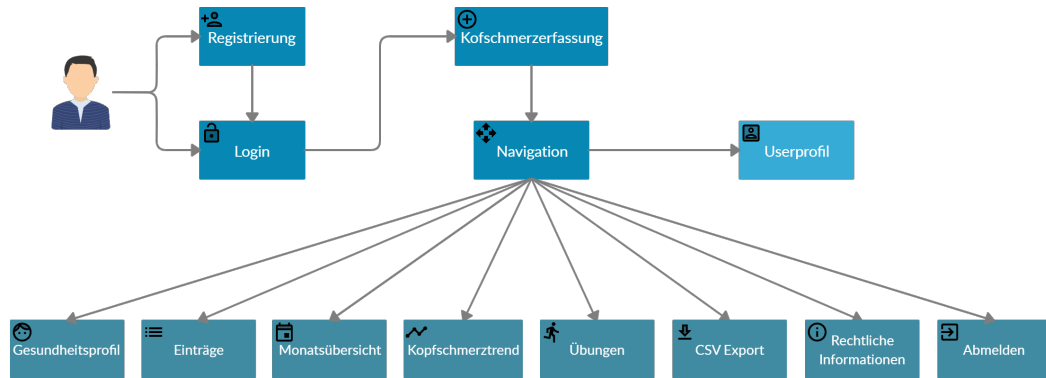 Registrierung
Kofschmerzerfassung
Login
Navigation
Userprofil
Gesundheitsprofil
Einträge
Monatsübersicht
Kopfschmerztrend
Übungen
CSV Export
Rechtliche
Informationen
Abmelden